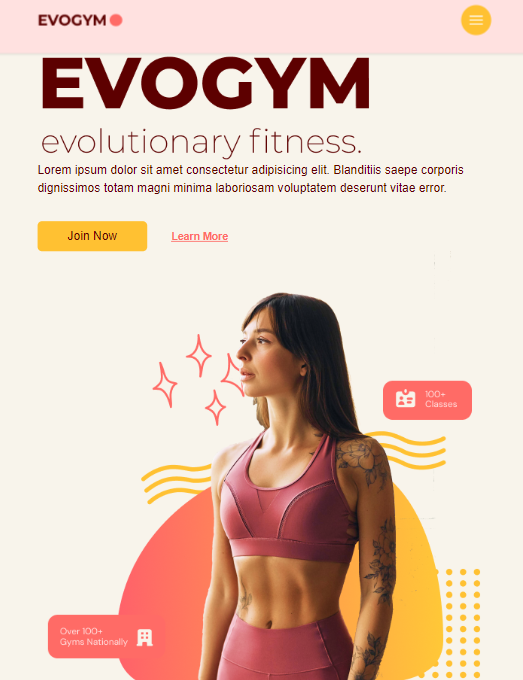 EVOGYM
EVOGYM
evolutionary fitness.
Lorem ipsum dolor sit amet consectetur adipisicing elit. Blanditiis saepe corporis
dignissimos totam magni minima laboriosam voluptatem deserunt vitae error.
Join Now
Learn More
100+
Classes
Over 100+
Gyms Nationally